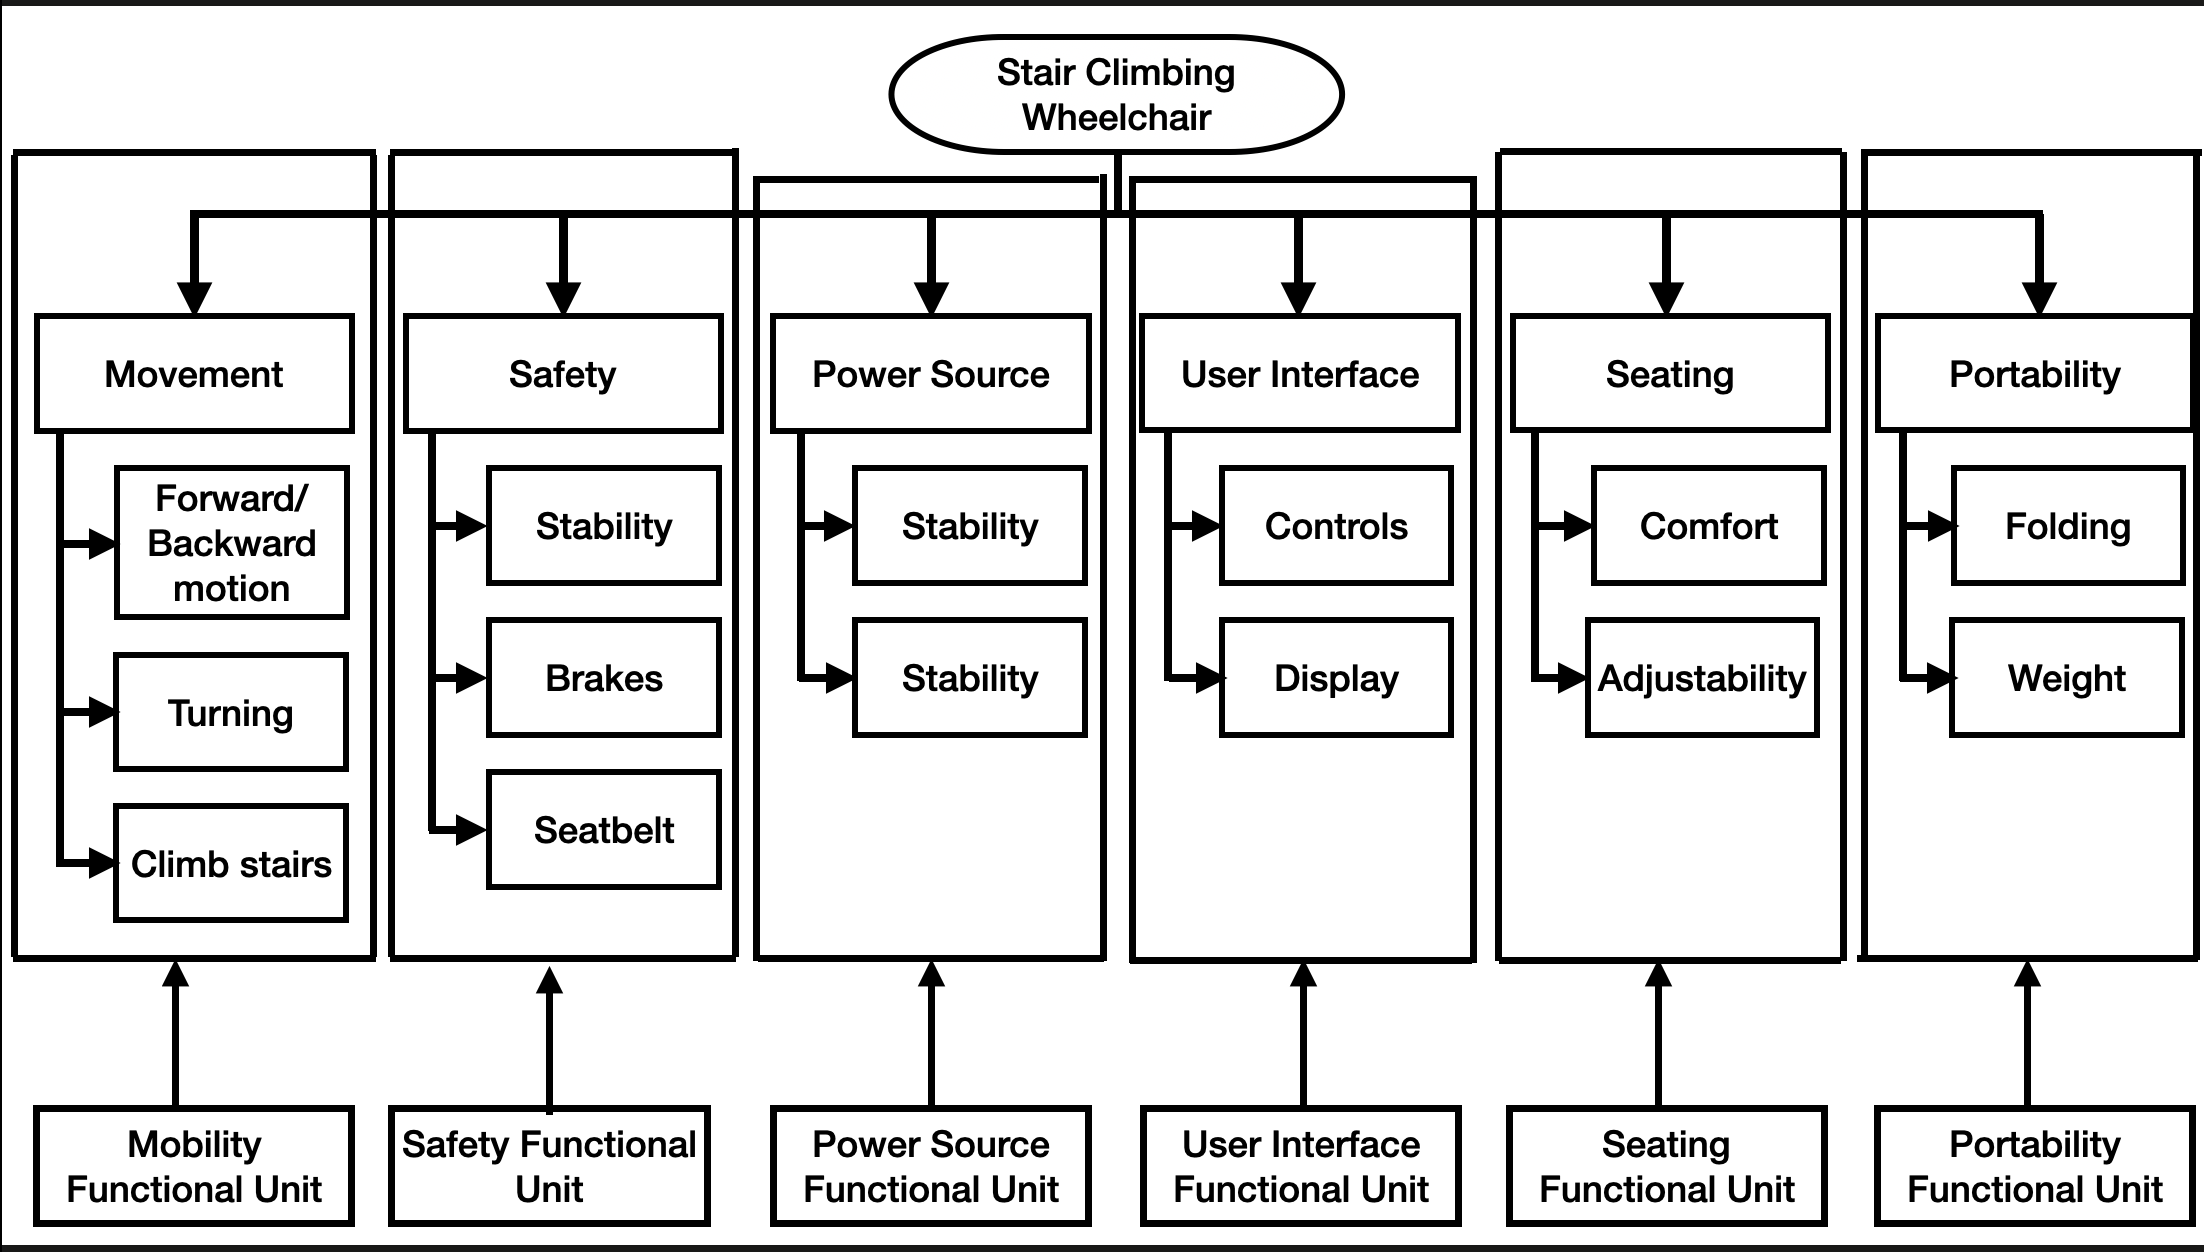 Stair Climbing
Wheelchair
Movement
Safety
Power Source
User Interface
Seating
Portability
Forward/
Backward
motion
Turning
Climb stairs
Stability
Brakes
Seatbelt
Stability
Stability
Controls
Display
Comfort
Adjustability
Folding
Weight
Mobility
Functional Unit
Safety Functional
Unit
Power Source
Functional Unit
User Interface
Functional Unit
Seating
Functional Unit
Portability
Functional Unit